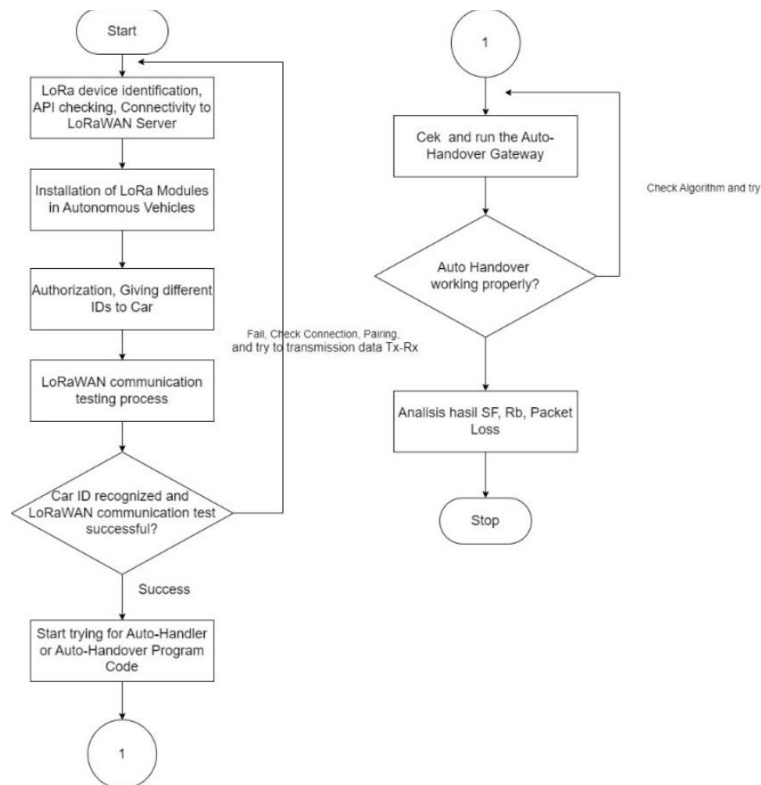 Start
LoRa device identification,
API checking, Connectivity to
LoRaWAN Server
Installation of LoRa Modules
in Autonomous Vehicles
Authorization, Giving different
IDs to Car
Fail, Check Connection, Pairing,
and try to transmission data Tx-Rx
LoRaWAN communication
testing process
Car ID recognized and
LoRaWAN communication test
successful?
Success
Start trying for Auto-Handler
or Auto-Handover Program
Code
1
1
Cek and run the Auto-
Handover Gateway
Check Algorithm and try
Auto Handover
working properly?
Analisis hasil SF, Rb, Packet
Loss
Stop